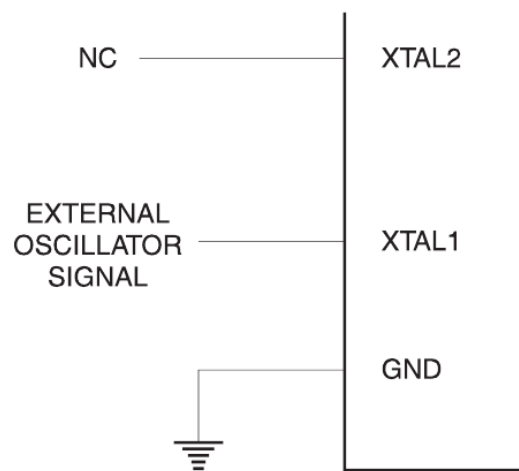 NC
XTAL2
EXTERNAL
OSCILLATOR
SIGNAL
XTAL1
GND